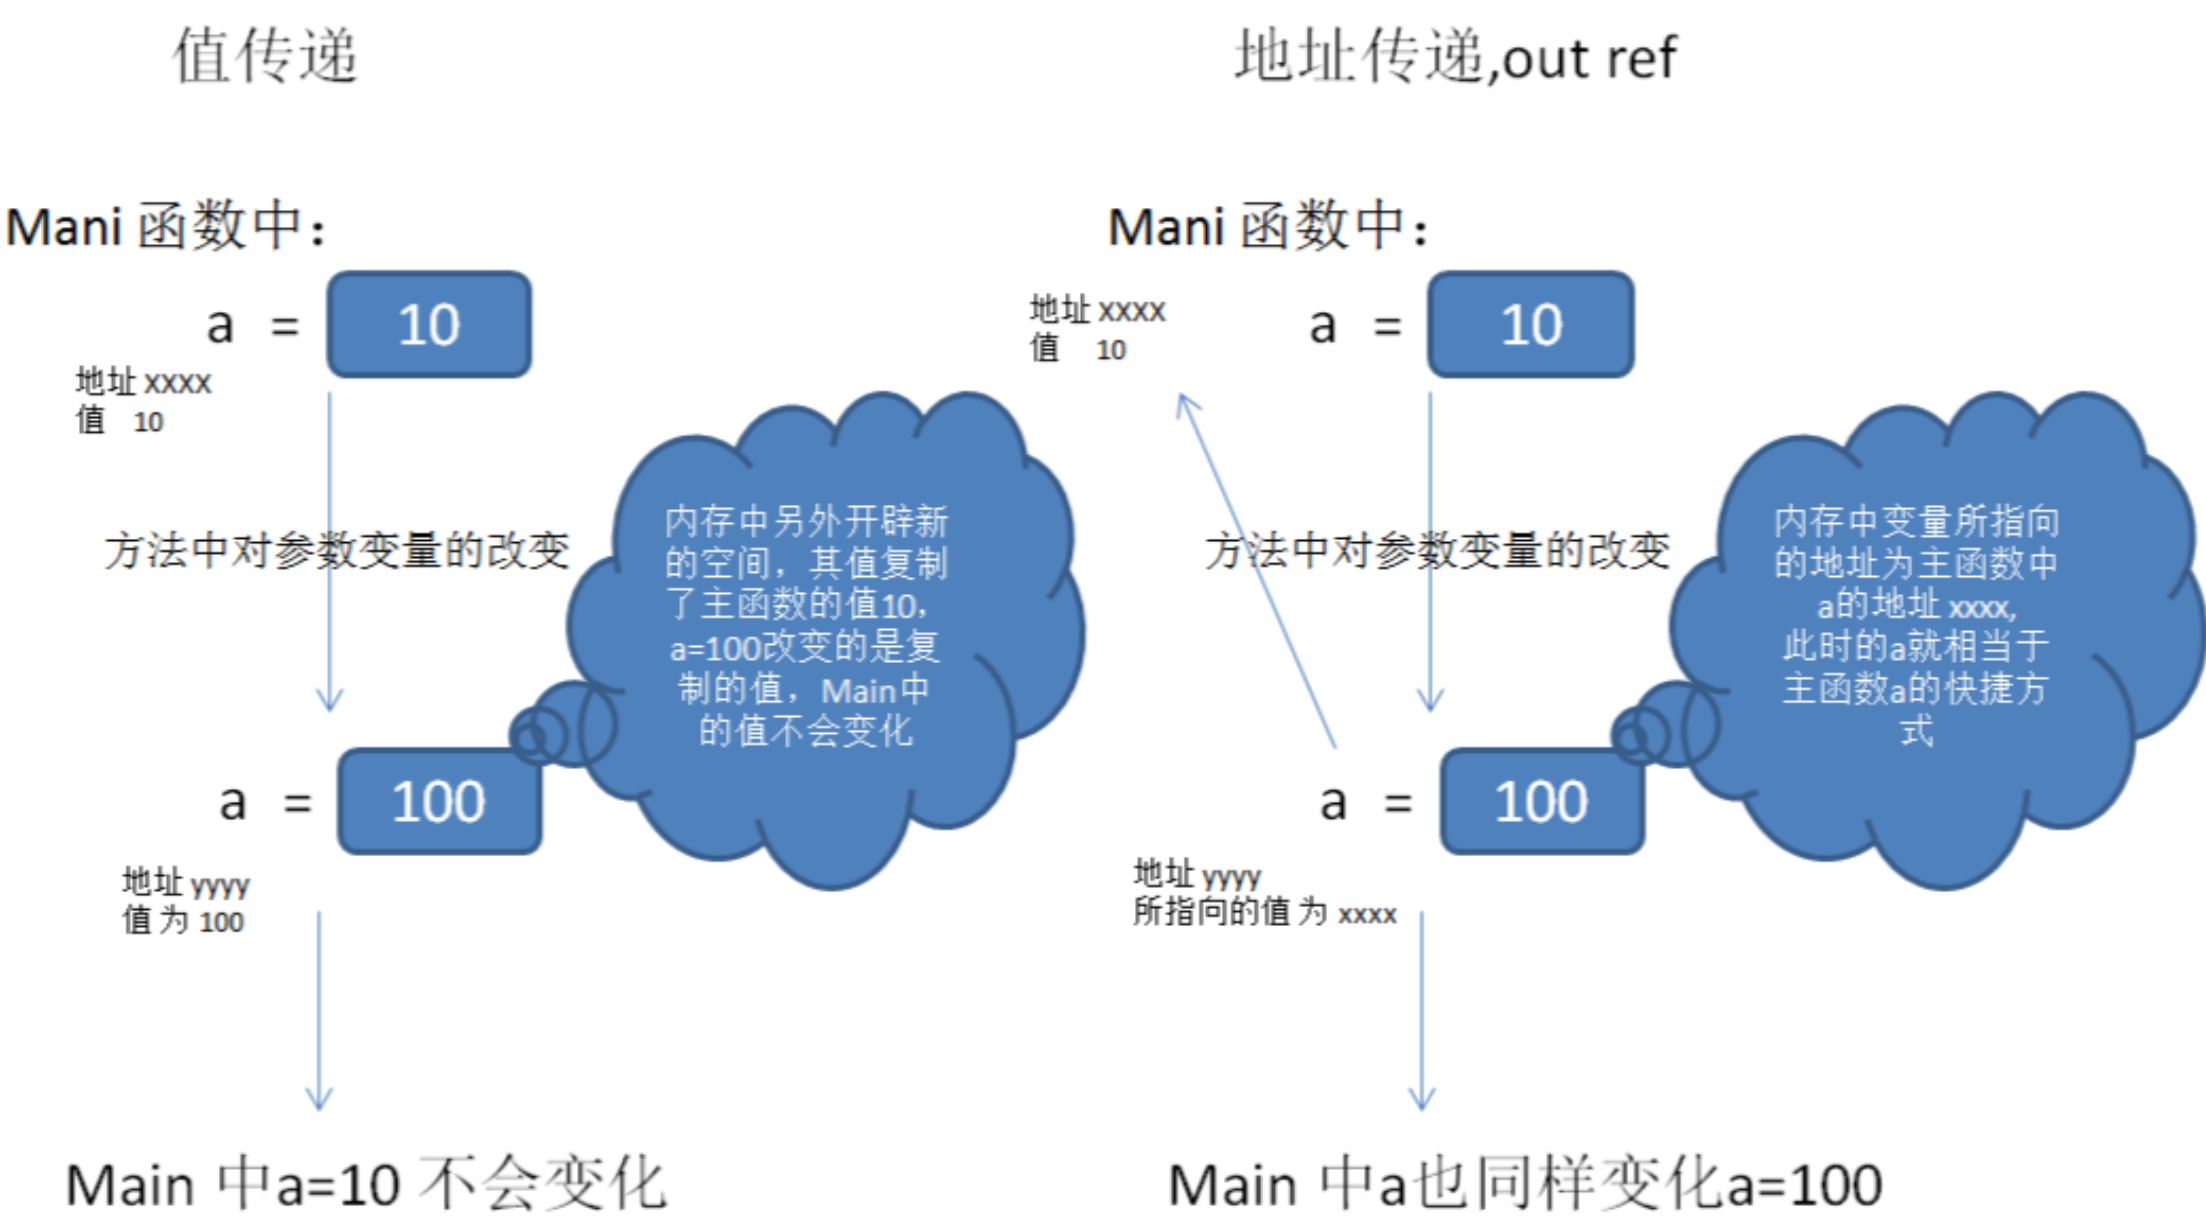 值传递
Mani 函数中：
a = 10
地址 xxxx
值 10
方法中对参数变量的改变
内存中另外开辟新
的空间，其值复制
了主函数的值10，
a=100改变的是复
制的值，Main中
的值不会变化
a = 100
地址 yyyy
值为 100
Main 中a=10 不会变化
地址传递,out ref
Mani 函数中：
地址 xxxx
值 10
a = 10
方法中对参数变量的改变
内存中变量所指向
的地址为主函数中
a的地址 xxxx,
此时的a就相当于
主函数a的快捷方
式
a = 100
地址 yyyy
所指向的值为 xxxx
Main 中a也同样变化a=100